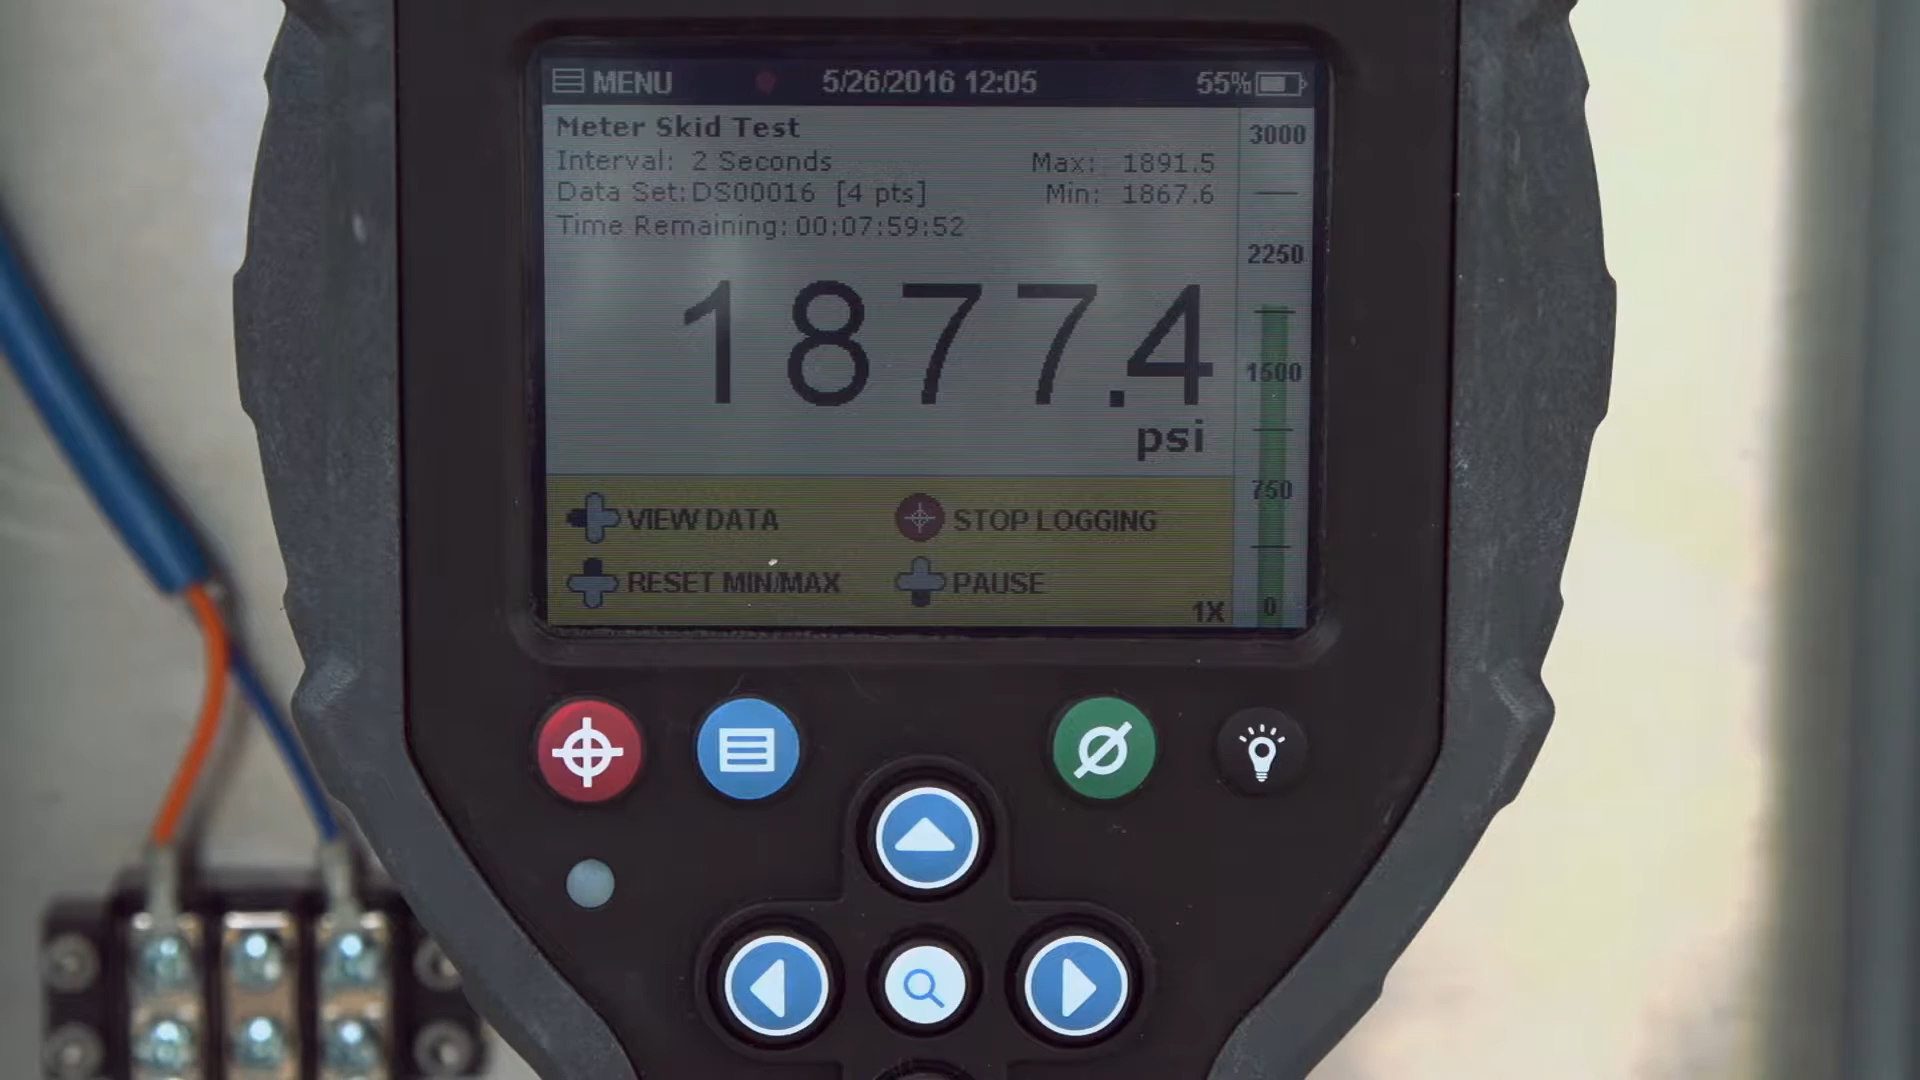 MENU 5/26/2016 12:05 55%
Meter Skid Test
Interval: 2 Seconds Max: 1891.5
Data Set: DS00016 [4 pts] Min: 1867.6
Time Remaining: 00:07:59:52
1877.4
psi
3000
2250
1500
750
0
VIEW DATA STOP LOGGING
RESET MIN/MAX PAUSE
1X